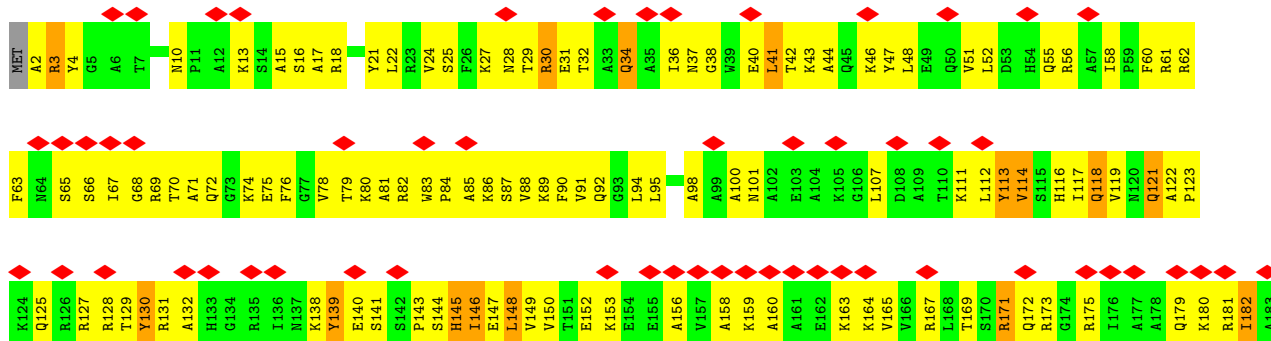 MET A2 R3 Y4 G5 A6 T7 N10 P11 A12 K13 S14 A15 S16 A17 R18 Y21 L22 R23 V24 S25 F26 K27 N28 T29 R30 E31 T32 A33 Q34 A35 I36 N37 G38 W39 E40 L41 T42 K43 A44 Q45 K46 Y47 L48 E49 Q50 V51 L52 D53 H54 Q55 R56 A57 I58 P59 F60 R61 R62
F63 N64 S65 S66 I67 G68 R69 T70 A71 Q72 G73 K74 E75 F76 G77 V78 T79 K80 A81 R82 W83 P84 A85 K86 S87 V88 K89 F90 V91 Q92 G93 L94 L95 A98 A99 A100 N101 A102 E103 A104 K105 G106 L107 D108 A109 T110 K111 L112 Y113 V114 S115 H116 I117 Q118 V119 N120 Q121 A122 P123
K124 Q125 R126 R127 R128 T129 Y130 R131 A132 H133 G134 R135 I136 N137 K138 Y139 E140 S141 S142 P143 S144 H145 I146 E147 L148 V149 V150 T151 E152 K153 E154 E155 A156 V157 A158 K159 A160 A161 E162 K163 K164 V165 V166 R167 L168 T169 S170 R171 Q172 R173 G174 R175 I176 A177 A178 Q179 K180 R181 I182 A183